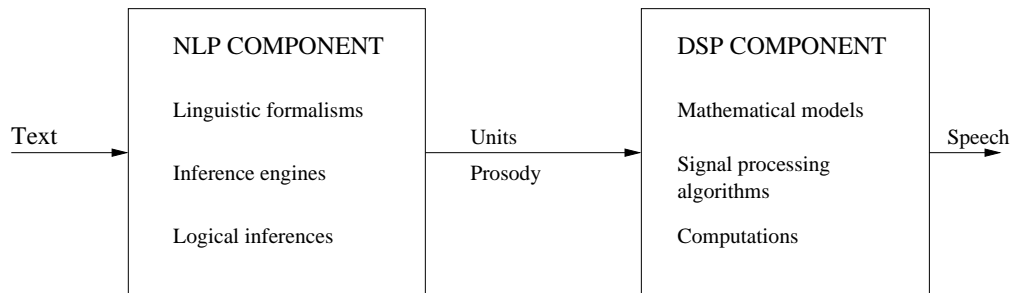 NLP COMPONENT
DSP COMPONENT
Linguistic formalisms
Mathematical models
Text
Units
Speech
Inference engines
Prosody
Signal processing
algorithms
Logical inferences
Computations